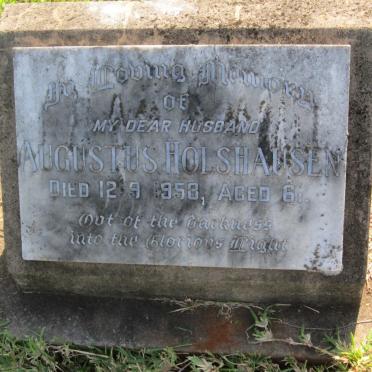 In Loving Memory
of
MY DEAR HUSBAND
AUGUSTUS HOLSHAUSEN
DIED 12.9.1958, AGED 61.
Out of the Darkness
into the Glorious Light